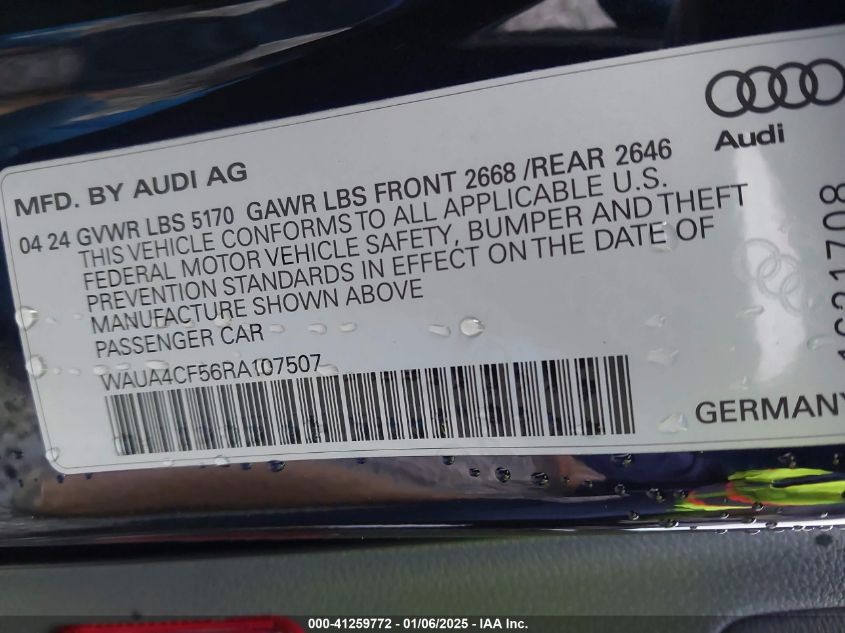 Audi
MFD. BY AUDI AG
04 24 GVWR LBS 5170 GAWR LBS FRONT 2668 /REAR 2646
THIS VEHICLE CONFORMS TO ALL APPLICABLE U.S.
FEDERAL MOTOR VEHICLE SAFETY, BUMPER AND THEFT
PREVENTION STANDARDS IN EFFECT ON THE DATE OF
MANUFACTURE SHOWN ABOVE
PASSENGER CAR
WAUA4CF56RA107507
GERMANY
000-41259772 - 01/06/2025 - IAA Inc.